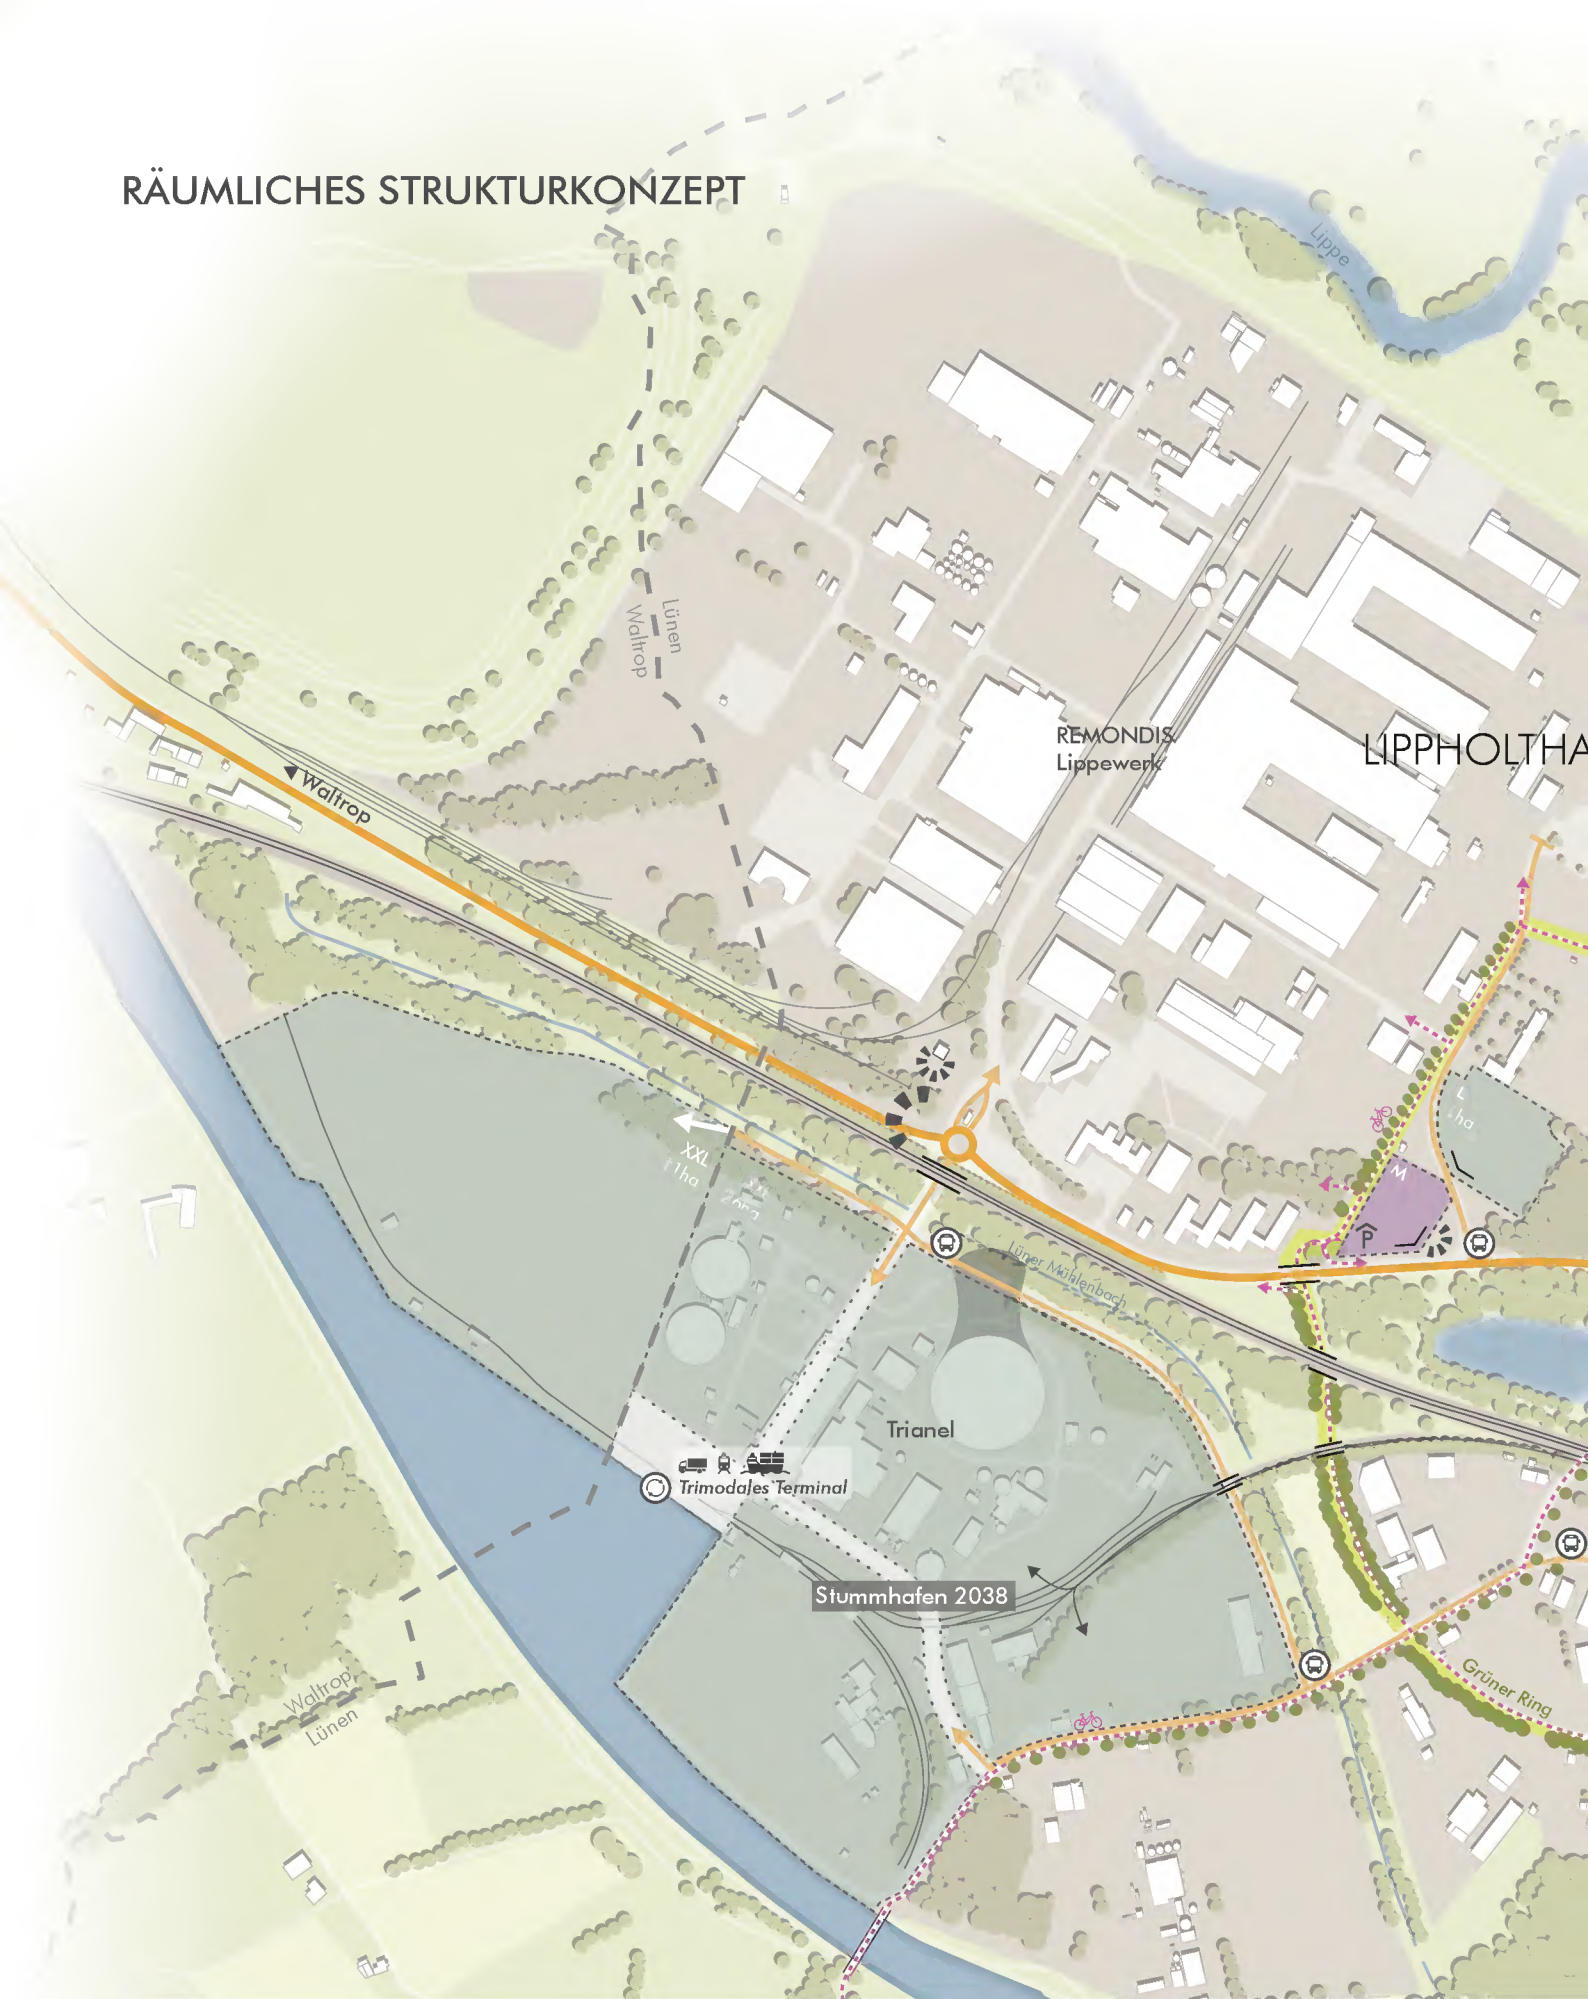 RÄUMLICHES STRUKTURKONZEPT
Lippe
Lünen
Waltrop
REMONDIS
Lippewerk
LIPPHOLTHA
Waltrop
L
1ha
XXL
M
P
Lüner Mühlenbach
Trianel
Trimodales Terminal
Stummhafen 2038
Grüner Ring
Waltrop
Lünen